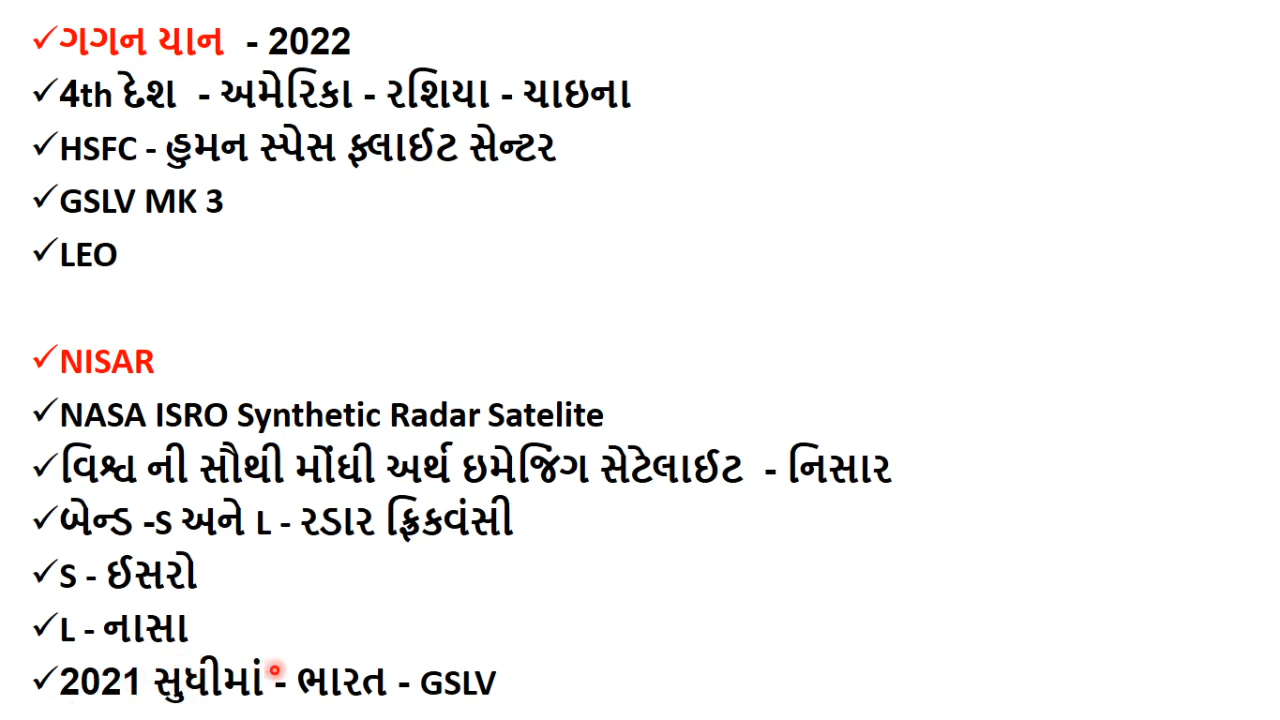 ✓ગગન યાન - 2022
✓4th દેશ - અમેરિકા - રશિયા - ચાઇના
✓HSFC - હુમન સ્પેસ ફ્લાઈટ સેન્ટર
✓GSLV MK 3
✓LEO
✓NISAR
✓NASA ISRO Synthetic Radar Satelite
✓વિશ્વ ની સૌથી મોંઘી અર્થ ઇમેજિંગ સેટેલાઈટ - નિસાર
✓બેન્ડ -S અને L - રડાર ફ્રિકવંસી
✓S - ઈસરો
✓L - નાસા
✓2021 સુધીમાં - ભારત - GSLV